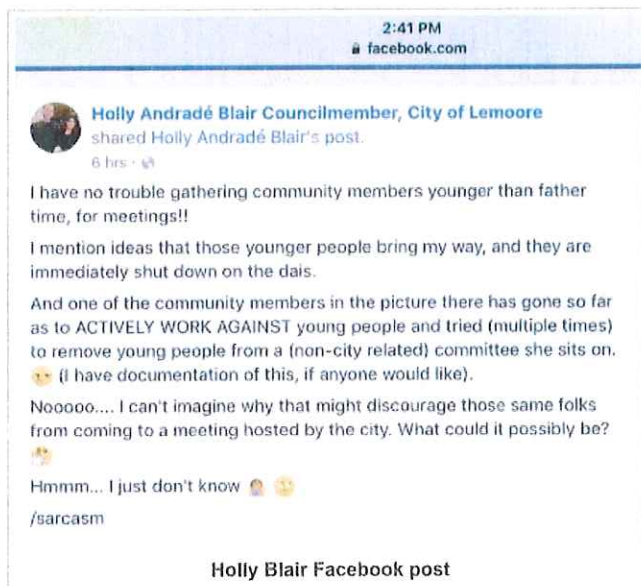 2:41 PM
facebook.com
Holly Andradé Blair Councilmember, City of Lemoore
shared Holly Andradé Blair's post.
6 hrs ·
I have no trouble gathering community members younger than father
time, for meetings!!
I mention ideas that those younger people bring my way, and they are
immediately shut down on the dais.
And one of the community members in the picture there has gone so far
as to ACTIVELY WORK AGAINST young people and tried (multiple times)
to remove young people from a (non-city related) committee she sits on.
(I have documentation of this, if anyone would like).
Nooooo.... I can't imagine why that might discourage those same folks
from coming to a meeting hosted by the city. What could it possibly be?
Hmmm... I just don't know
/sarcasm
Holly Blair Facebook post